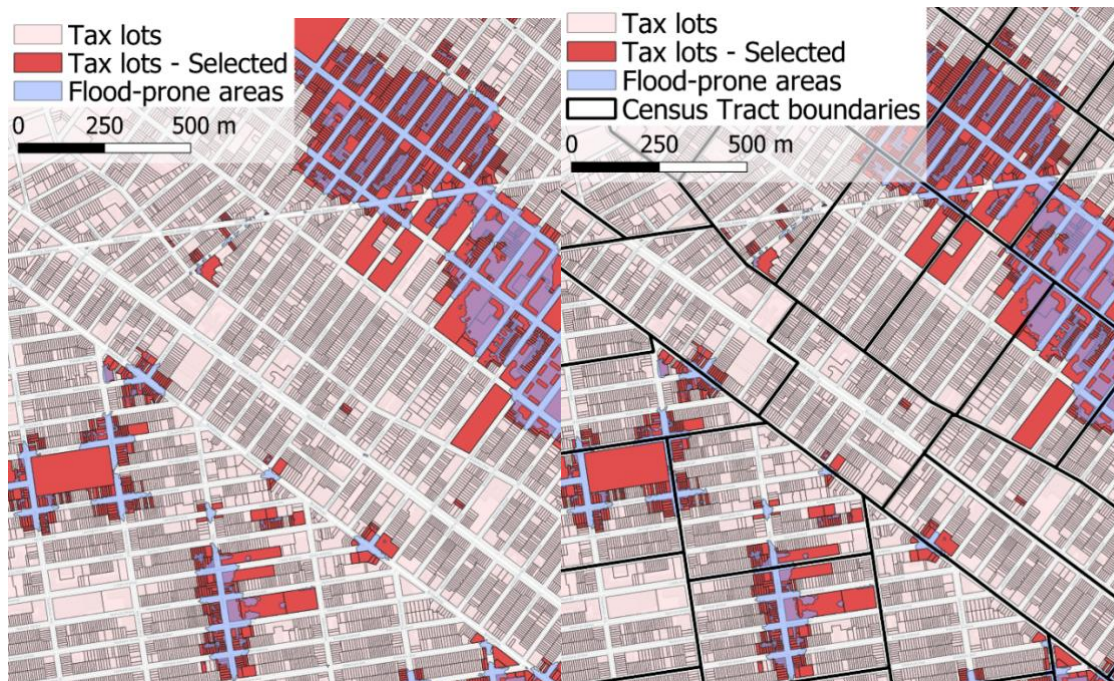 Tax lots
Tax lots - Selected
Flood-prone areas
0 250 500 m
Tax lots
Tax lots - Selected
Flood-prone areas
Census Tract boundaries
0 250 500 m